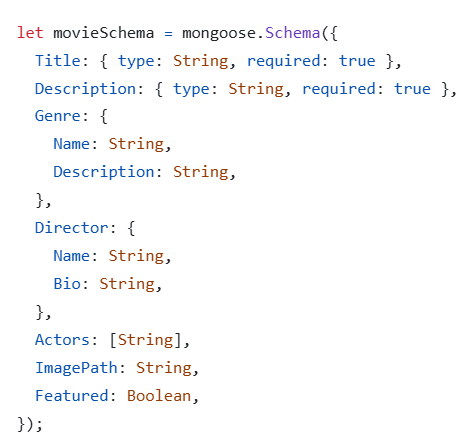 let movieSchema = mongoose.Schema({
  Title: { type: String, required: true },
  Description: { type: String, required: true },
  Genre: {
    Name: String,
    Description: String,
  },
  Director: {
    Name: String,
    Bio: String,
  },
  Actors: [String],
  ImagePath: String,
  Featured: Boolean,
});